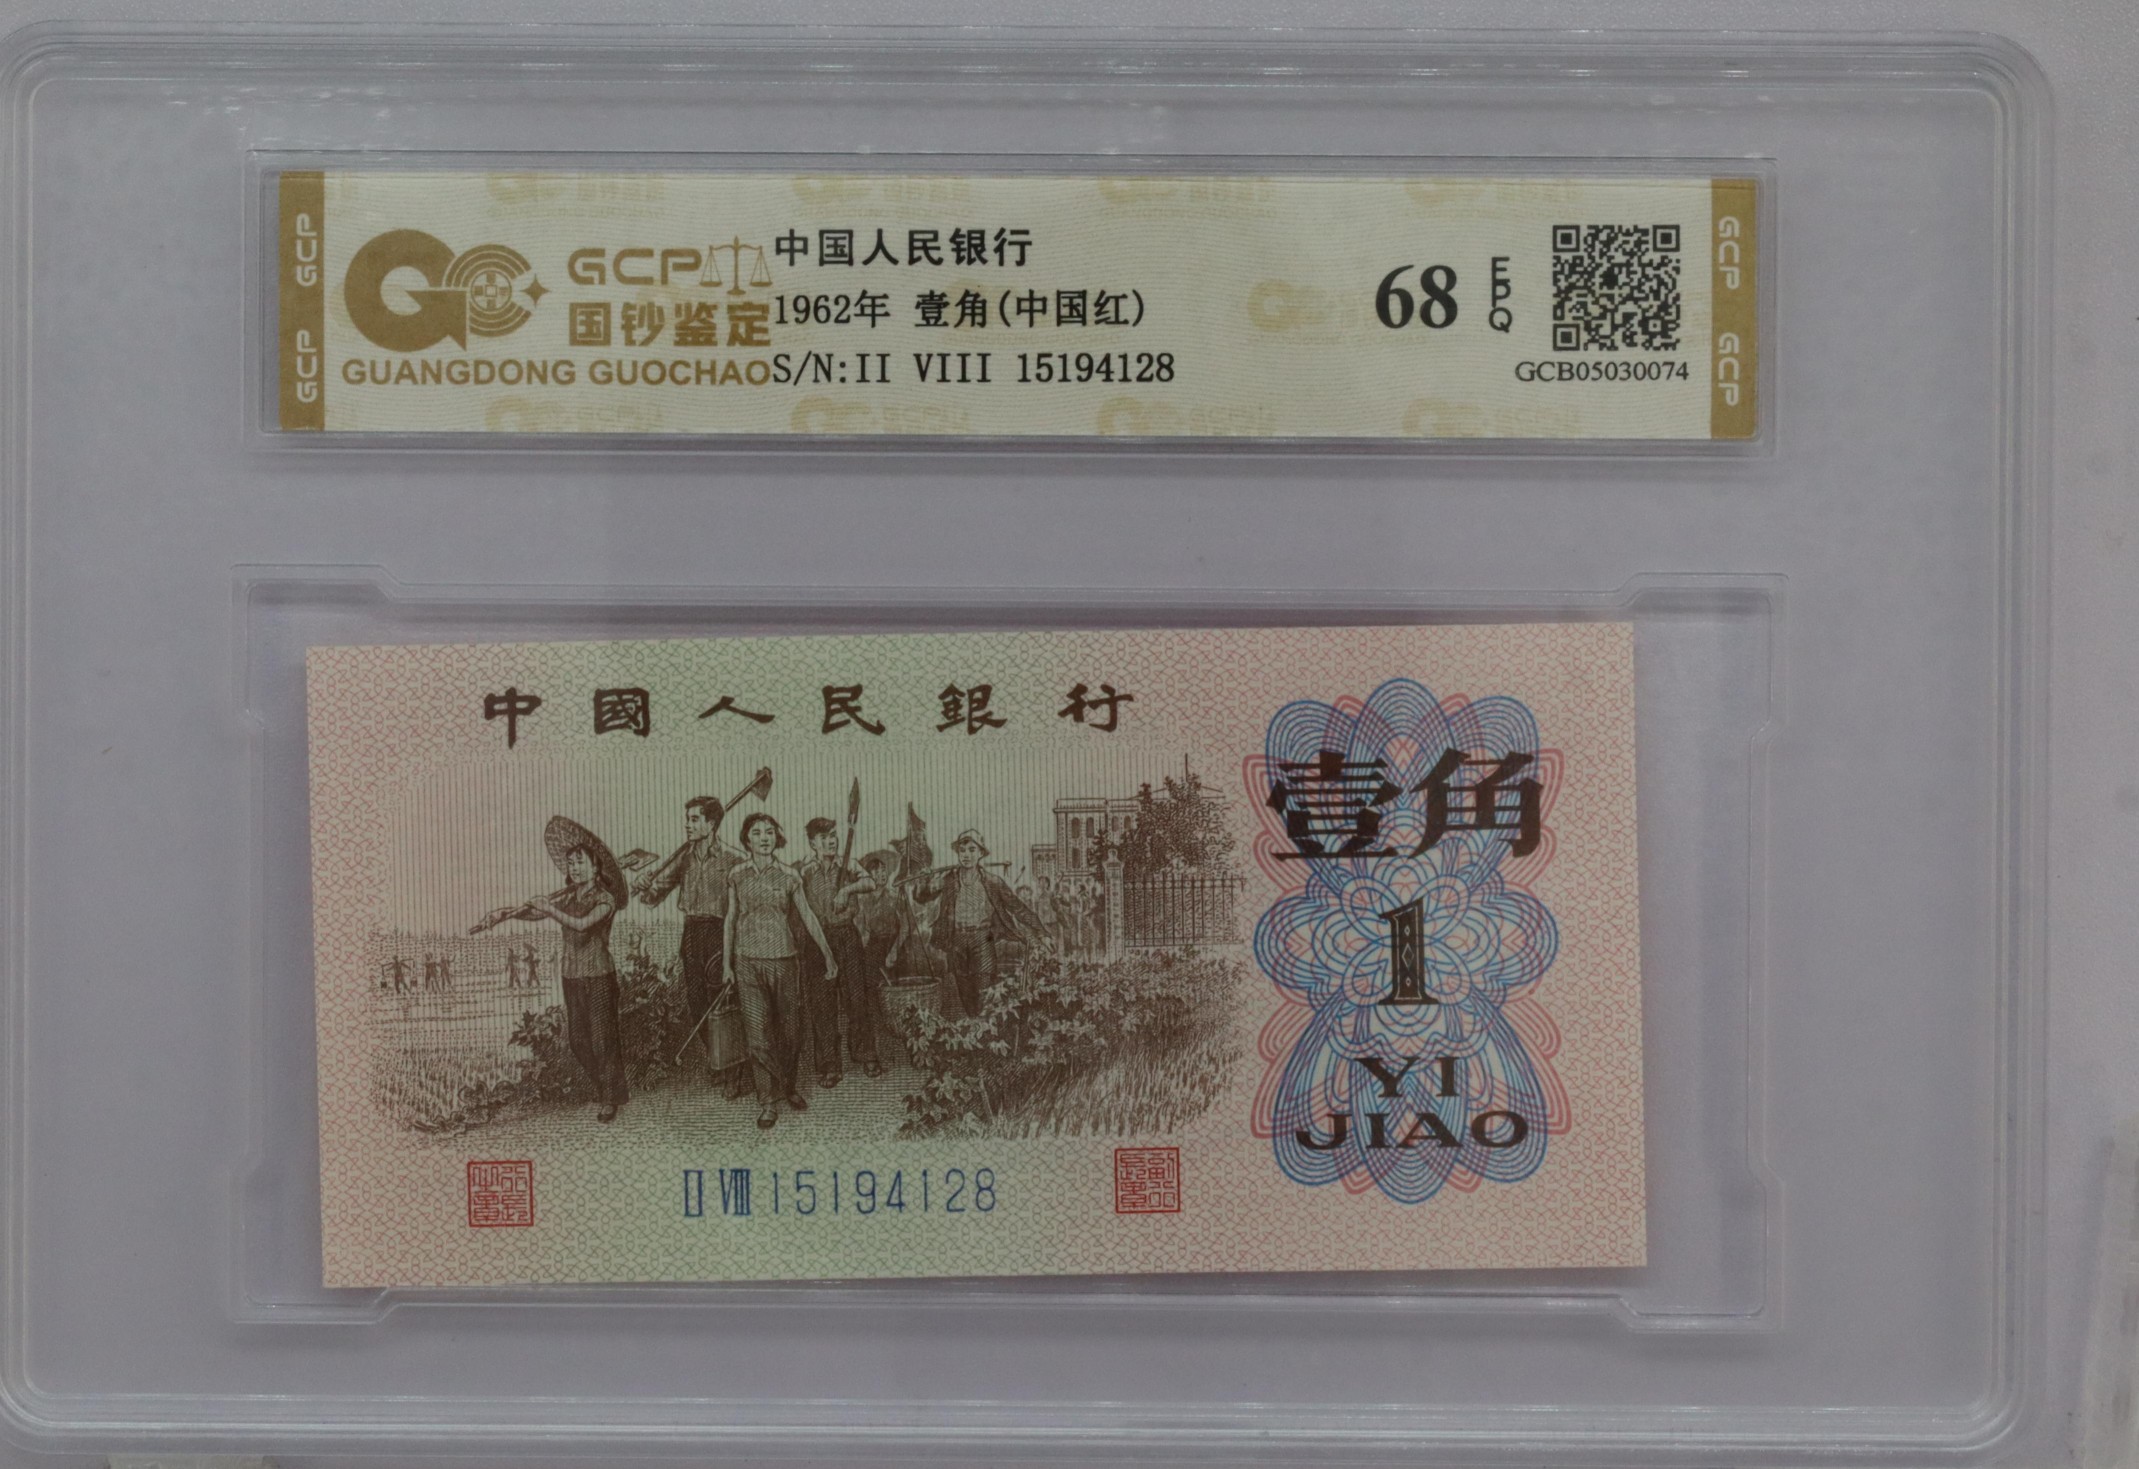 GCP GCP
GCP
国钞鉴定
GUANGDONG GUOCHAO
中国人民银行
1962年 壹角(中国红)
S/N:II VIII 15194128
68
EPQ
GCB05030074
GCP GCP
中國人民銀行
壹角
1
YI
JIAO
II VIII 15194128